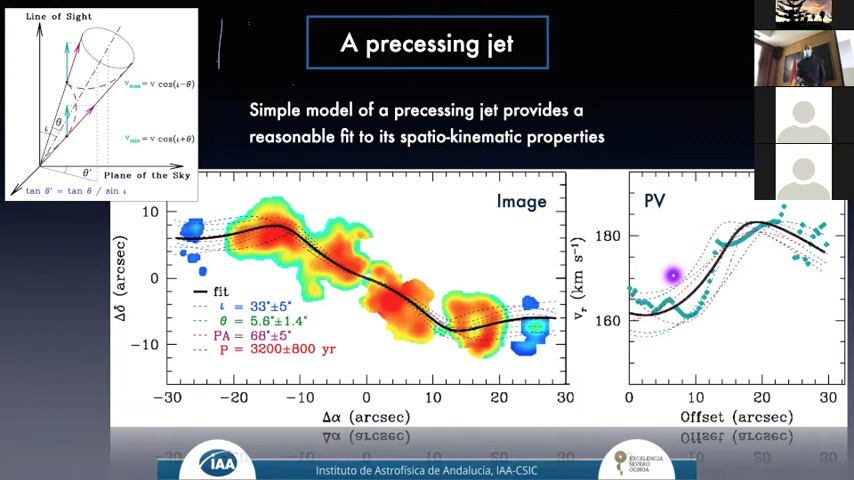 Line of Sight
v max = v cos(ι−θ)
θ
ι
v min = v cos(ι+θ)
θ'
Plane of the Sky
tan θ' = tan θ / sin ι
A precessing jet
Simple model of a precessing jet provides a
reasonable fit to its spatio-kinematic properties
Image
10
0
−10
Δδ (arcsec)
fit
ι = 33°±5°
θ = 5.6°±1.4°
PA = 68°±5°
P = 3200±800 yr
−30 −20 −10 0 10 20 30
Δα (arcsec)
PV
180
160
v r (km s⁻¹)
0 10 20 30
Offset (arcsec)
IAA
Instituto de Astrofísica de Andalucía, IAA-CSIC
EXCELENCIA
SEVERO
OCHOA